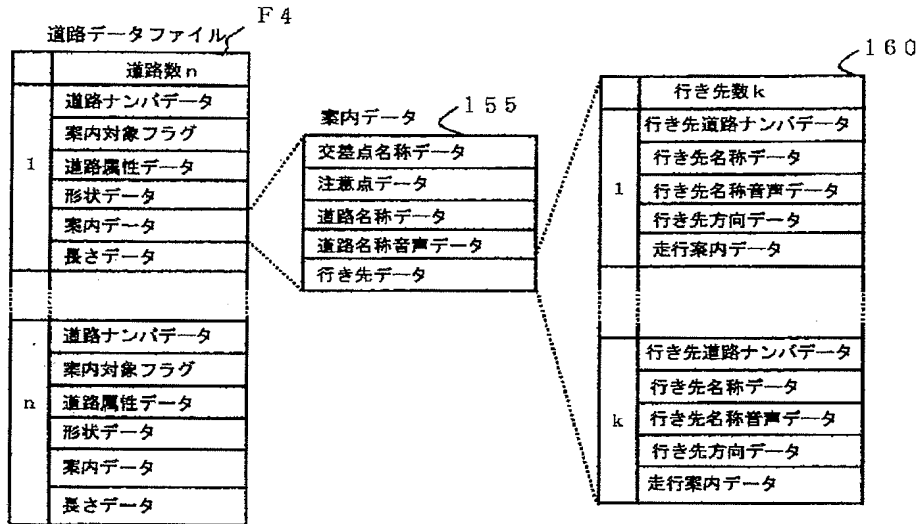 F4
道路データファイル
道路数n
1
道路ナンバデータ
案内対象フラグ
道路属性データ
形状データ
案内データ
長さデータ
n
道路ナンバデータ
案内対象フラグ
道路属性データ
形状データ
案内データ
長さデータ
案内データ
155
交差点名称データ
注意点データ
道路名称データ
道路名称音声データ
行き先データ
160
行き先数k
1
行き先道路ナンバデータ
行き先名称データ
行き先名称音声データ
行き先方向データ
走行案内データ
k
行き先道路ナンバデータ
行き先名称データ
行き先名称音声データ
行き先方向データ
走行案内データ